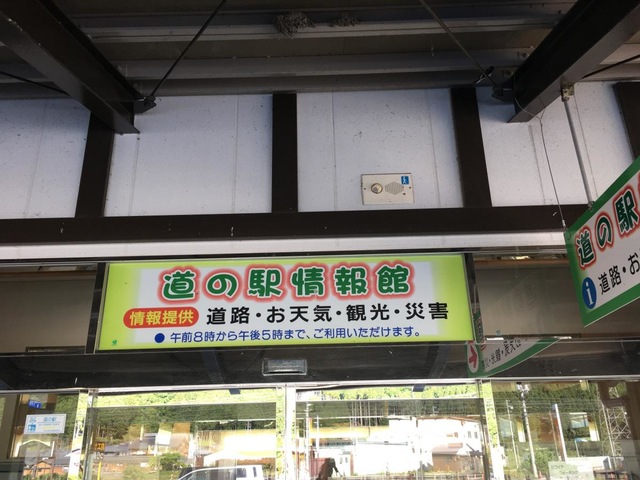 道の駅情報館
情報提供 道路・お天気・観光・災害
●午前8時から午後5時まで、ご利用いただけます。
道の駅
i 道路・お